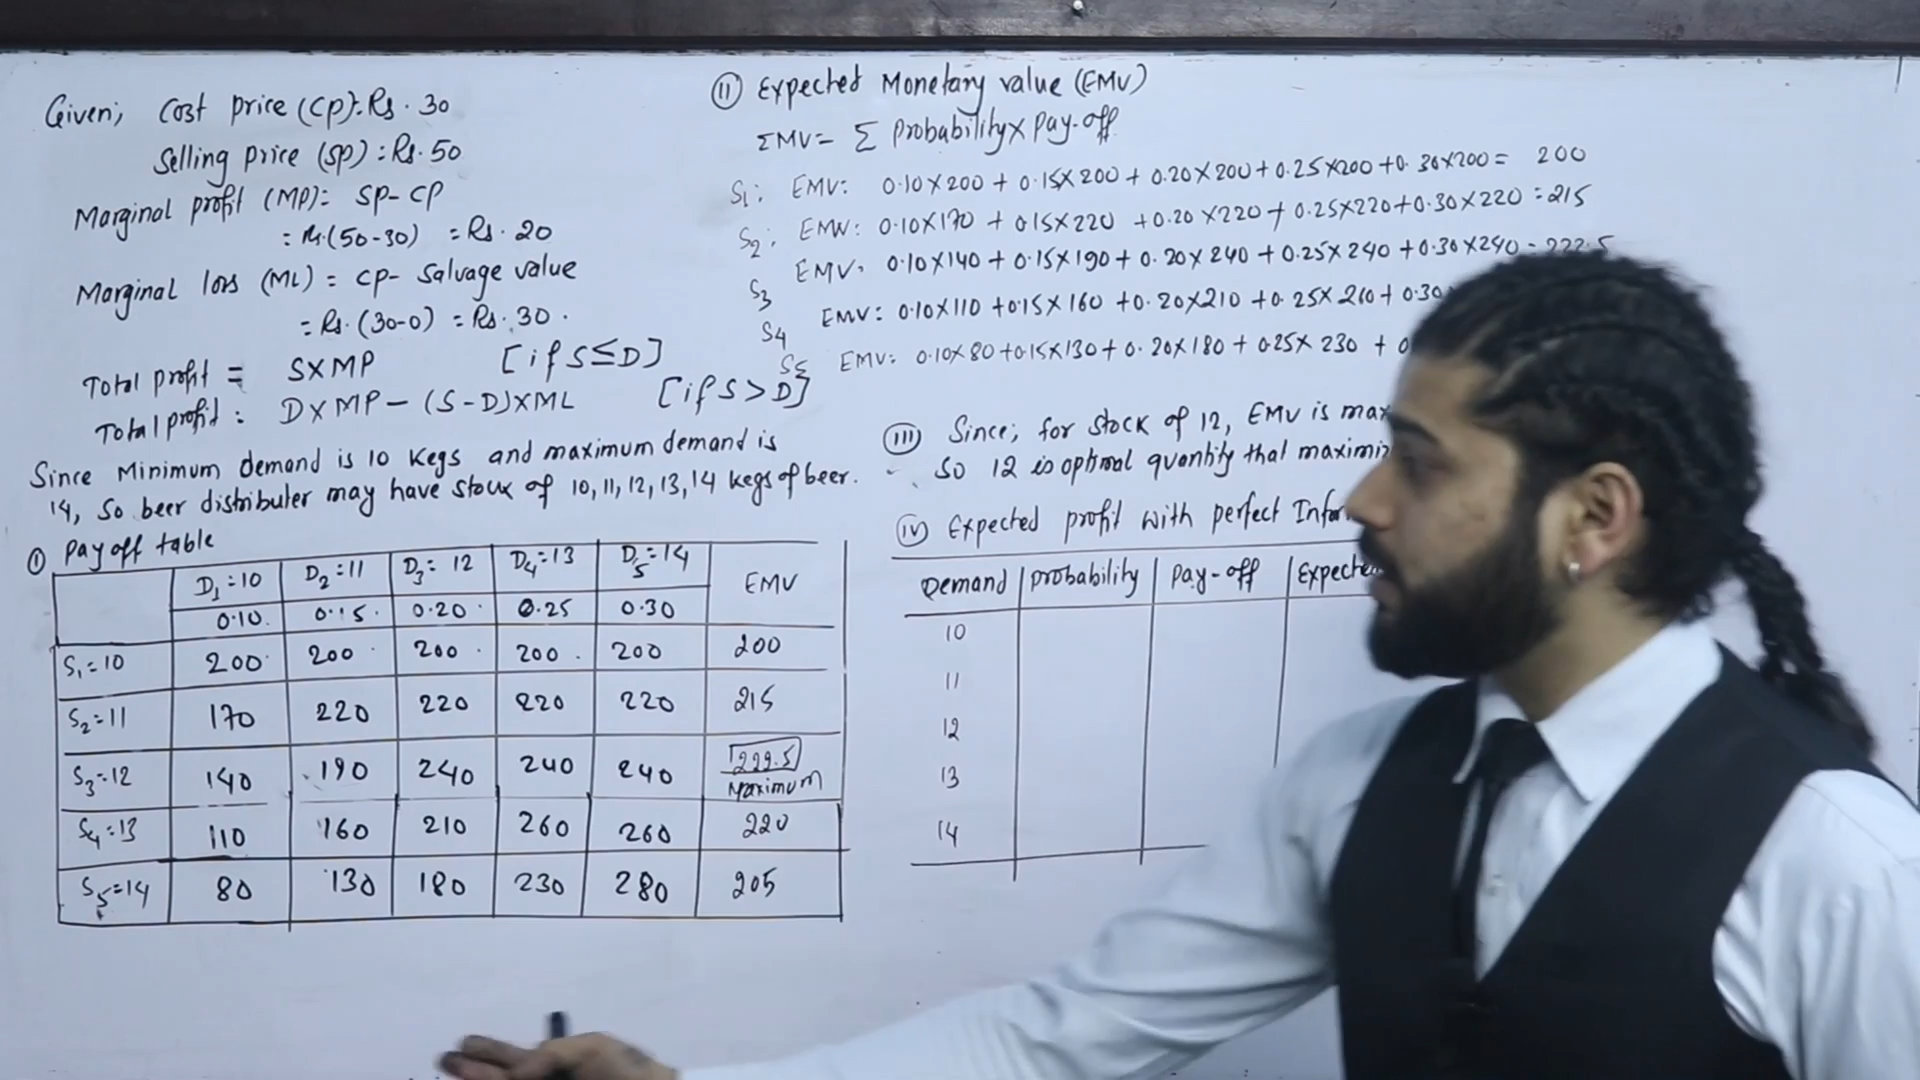 Given; Cost price (CP): Rs. 30
Selling price (SP): Rs. 50
Marginal profit (MP): SP-CP
= Rs.(50-30) = Rs. 20
Marginal loss (ML) = CP- Salvage value
= Rs. (30-0) = Rs. 30.
Total profit = S×MP [if S≤D]
Total profit: D×MP-(S-D)×ML [if S>D]
Since Minimum demand is 10 Kegs and maximum demand is
14, so beer distributer may have stock of 10, 11, 12, 13, 14 kegs of beer.
① Pay off table
D1:10 D2:11 D3: 12 D4:13 D5:14 EMV
0.10. 0.15. 0.20. 0.25 0.30
S1=10 200 200 200 200 200 200
S2=11 170 220 220 220 220 215
S3=12 140 190 240 240 240
Maximum
S4:13 110 160 210 260 260 220
S5=14 80 130 180 230 280 205
② Expected Monetary value (EMV)
ΣMV= Σ Probability× Pay-off
S1: EMV: 0.10×200 + 0.15×200 + 0.20×200 + 0.25×200 + 0.30×200 = 200
S2: EMV: 0.10×170 + 0.15×220 + 0.20×220 + 0.25×220+0.30×220 = 215
S3 EMV: 0.10×140 + 0.15×190 + 0.20×240 + 0.25×240 + 0.30×240 = 222.5
S4 EMV: 0.10×110 +0.15×160 +0.20×210 +0.25×260+ 0.30
S5 EMV: 0.10×80+0.15×130+0.20×180 + 0.25× 230 +
③ Since; for stock of 12, EMV is
So 12 is optimal quantity that
④ Expected profit with perfect
Demand Probability Pay-off
10
11
12
13
14